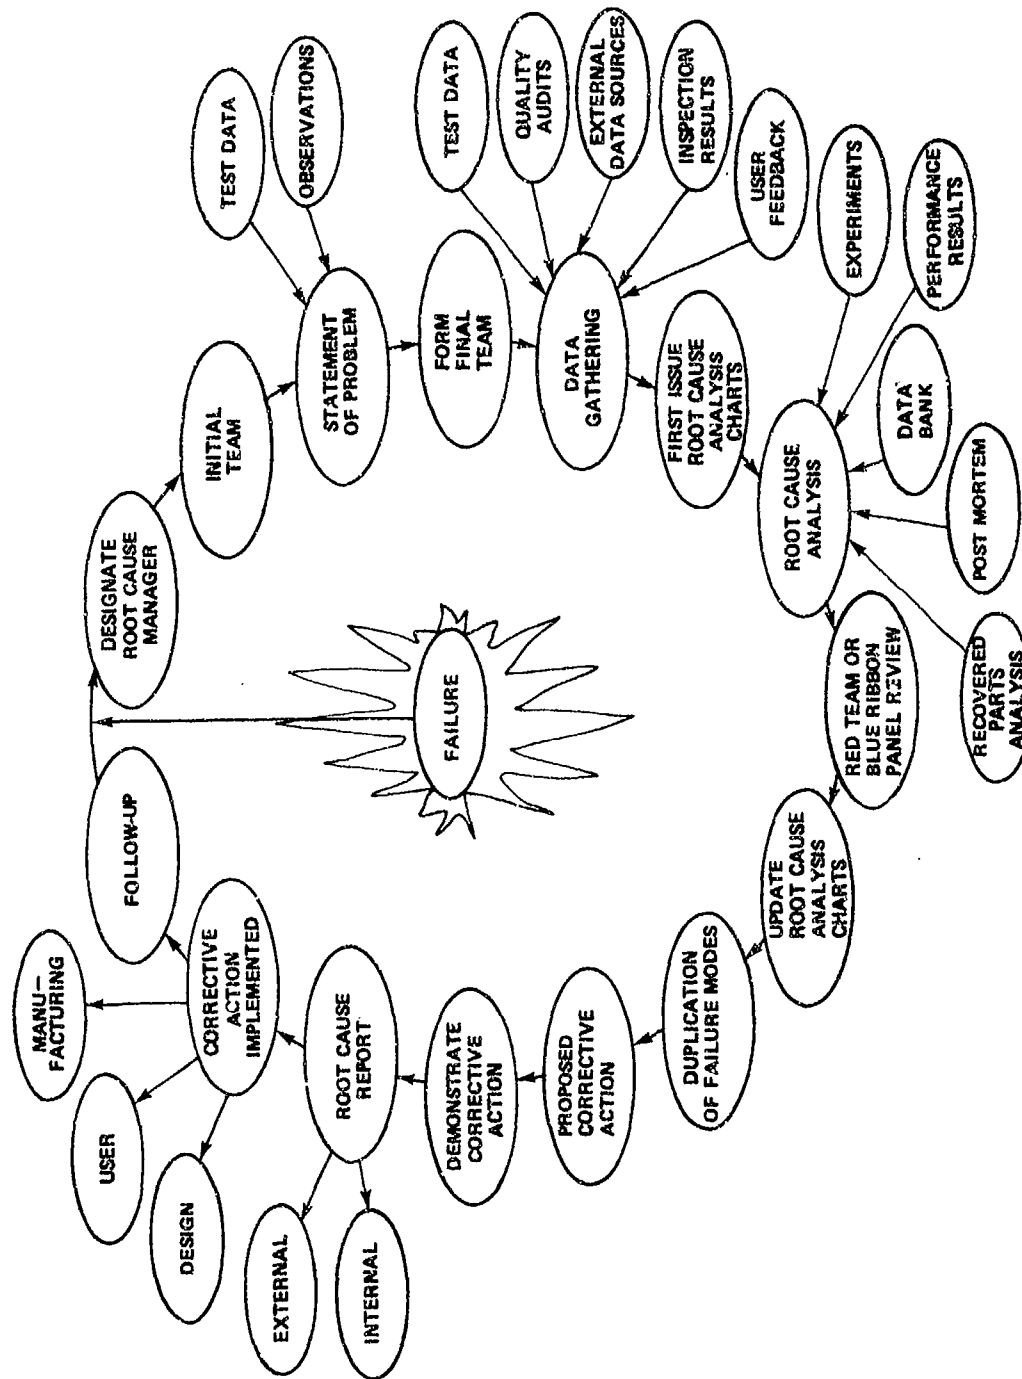 FAILURE
DESIGNATE
ROOT CAUSE
MANAGER
INITIAL
TEAM
STATEMENT
OF PROBLEM
TEST DATA
OBSERVATIONS
FORM
FINAL
TEAM
DATA
GATHERING
TEST DATA
QUALITY
AUDITS
EXTERNAL
DATA SOURCES
INSPECTION
RESULTS
USER
FEEDBACK
FIRST ISSUE
ROOT CAUSE
ANALYSIS
CHARTS
ROOT CAUSE
ANALYSIS
EXPERIMENTS
PERFORMANCE
RESULTS
DATA
BANK
POST MORTEM
RECOVERED
PARTS
ANALYSIS
RED TEAM OR
BLUE RIBBON
PANEL REVIEW
UPDATE
ROOT CAUSE
ANALYSIS
CHARTS
DUPLICATION
OF FAILURE MODES
PROPOSED
CORRECTIVE
ACTION
DEMONSTRATE
CORRECTIVE
ACTION
ROOT CAUSE
REPORT
INTERNAL
EXTERNAL
CORRECTIVE
ACTION
IMPLEMENTED
DESIGN
USER
MANU-
FACTURING
FOLLOW-UP